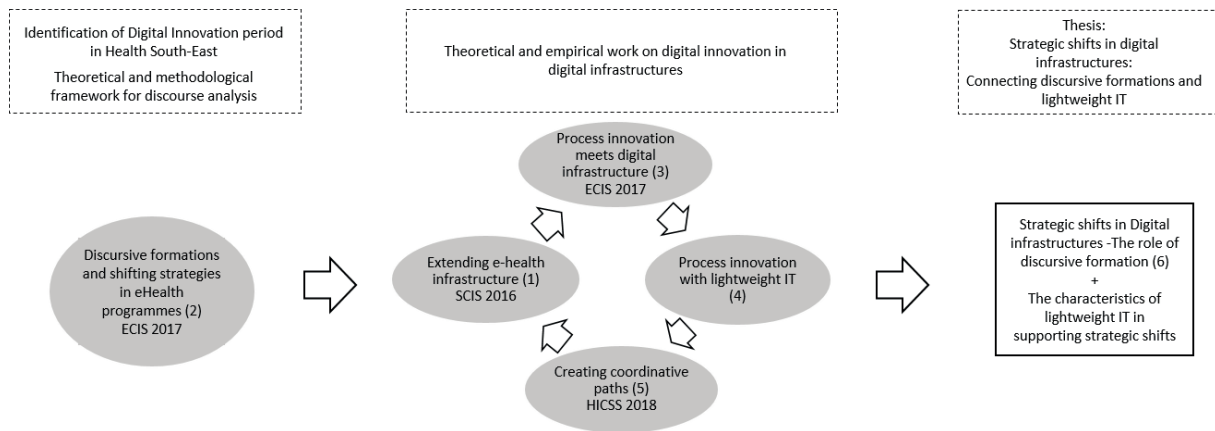 Identification of Digital Innovation period
in Health South-East
Theoretical and methodological
framework for discourse analysis
Theoretical and empirical work on digital innovation in
digital infrastructures
Thesis:
Strategic shifts in digital
infrastructures:
Connecting discursive formations and
lightweight IT
Discursive formations
and shifting strategies
in eHealth
programmes (2)
ECIS 2017
Process innovation
meets digital
infrastructure (3)
ECIS 2017
Extending e-health
infrastructure (1)
SCIS 2016
Process innovation
with lightweight IT
(4)
Creating coordinative
paths (5)
HICSS 2018
Strategic shifts in Digital
infrastructures -The role of
discursive formation (6)
+
The characteristics of
lightweight IT in
supporting strategic shifts